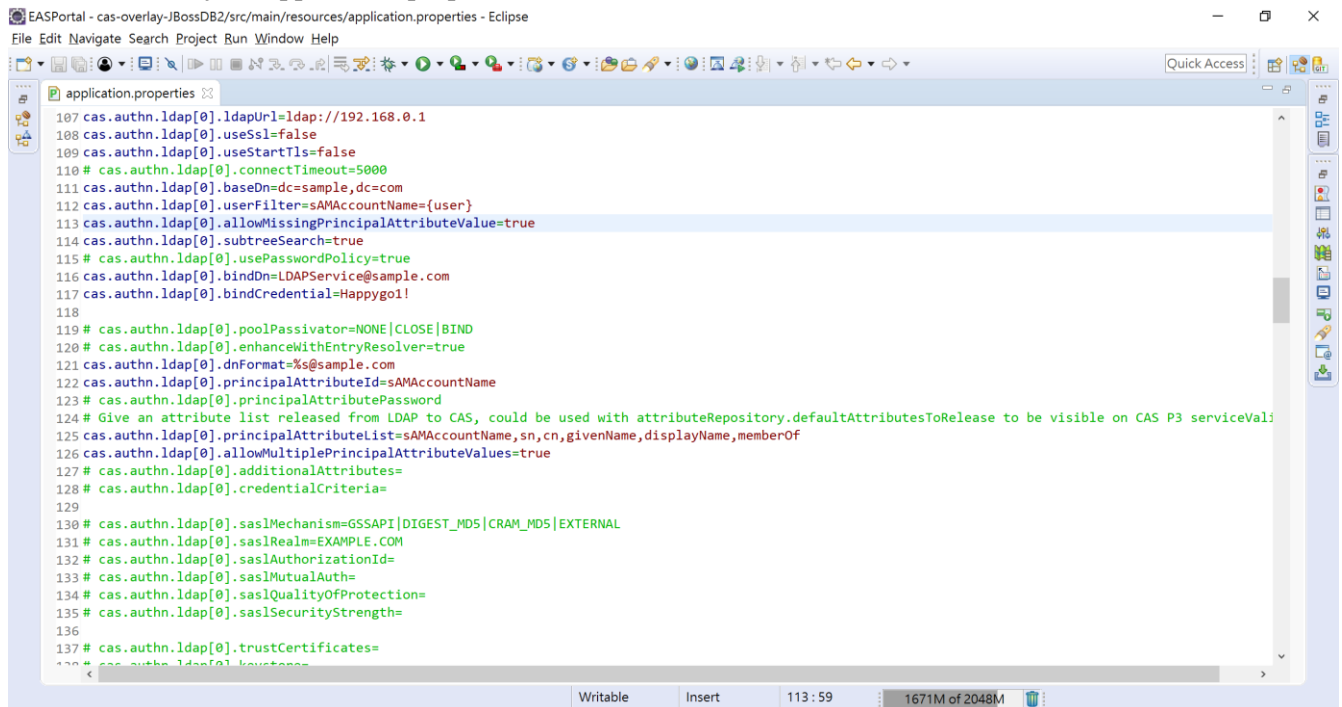 EASPortal - cas-overlay-JBossDB2/src/main/resources/application.properties - Eclipse
File Edit Navigate Search Project Run Window Help
Quick Access
application.properties
107 cas.authn.ldap[0].ldapUrl=ldap://192.168.0.1
108 cas.authn.ldap[0].useSsl=false
109 cas.authn.ldap[0].useStartTls=false
110 # cas.authn.ldap[0].connectTimeout=5000
111 cas.authn.ldap[0].baseDn=dc=sample,dc=com
112 cas.authn.ldap[0].userFilter=sAMAccountName={user}
113 cas.authn.ldap[0].allowMissingPrincipalAttributeValue=true
114 cas.authn.ldap[0].subtreeSearch=true
115 # cas.authn.ldap[0].usePasswordPolicy=true
116 cas.authn.ldap[0].bindDn=LDAPService@sample.com
117 cas.authn.ldap[0].bindCredential=Happygo1!
118
119 # cas.authn.ldap[0].poolPassivator=NONE|CLOSE|BIND
120 # cas.authn.ldap[0].enhanceWithEntryResolver=true
121 cas.authn.ldap[0].dnFormat=%s@sample.com
122 cas.authn.ldap[0].principalAttributeId=sAMAccountName
123 # cas.authn.ldap[0].principalAttributePassword
124 # Give an attribute list released from LDAP to CAS, could be used with attributeRepository.defaultAttributesToRelease to be visible on CAS P3 serviceVali
125 cas.authn.ldap[0].principalAttributeList=sAMAccountName,sn,cn,givenName,displayName,memberOf
126 cas.authn.ldap[0].allowMultiplePrincipalAttributeValues=true
127 # cas.authn.ldap[0].additionalAttributes=
128 # cas.authn.ldap[0].credentialCriteria=
129
130 # cas.authn.ldap[0].saslMechanism=GSSAPI|DIGEST_MD5|CRAM_MD5|EXTERNAL
131 # cas.authn.ldap[0].saslRealm=EXAMPLE.COM
132 # cas.authn.ldap[0].saslAuthorizationId=
133 # cas.authn.ldap[0].saslMutualAuth=
134 # cas.authn.ldap[0].saslQualityOfProtection=
135 # cas.authn.ldap[0].saslSecurityStrength=
136
137 # cas.authn.ldap[0].trustCertificates=
138 # cas.authn.ldap[0].keystore=
Writable Insert 113 : 59 1671M of 2048M